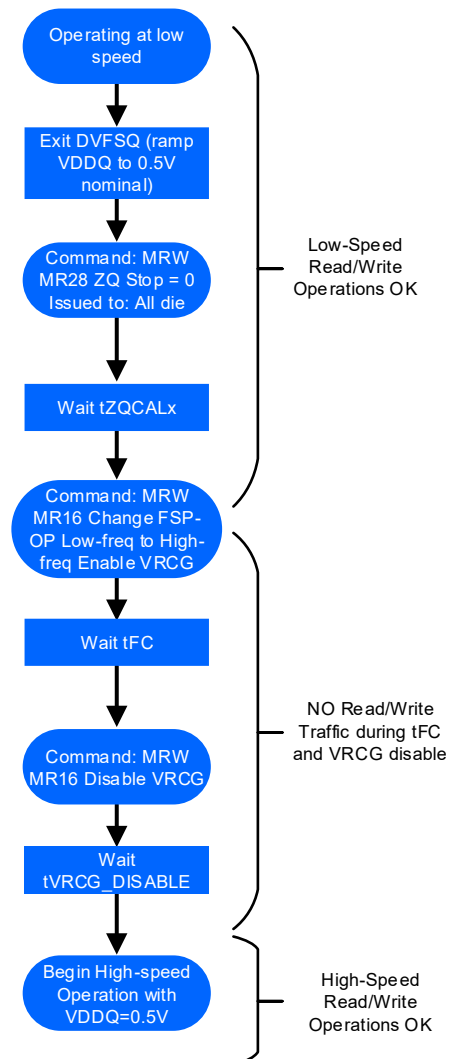 Operating at low
speed
Exit DVFSQ (ramp
VDDQ to 0.5V
nominal)
Command: MRW
MR28 ZQ Stop = 0
Issued to: All die
Wait tZQCALx
Low-Speed
Read/Write
Operations OK
Command: MRW
MR16 Change FSP-
OP Low-freq to High-
freq Enable VRCG
Wait tFC
Command: MRW
MR16 Disable VRCG
Wait
tVRCG_DISABLE
NO Read/Write
Traffic during tFC
and VRCG disable
Begin High-speed
Operation with
VDDQ=0.5V
High-Speed
Read/Write
Operations OK